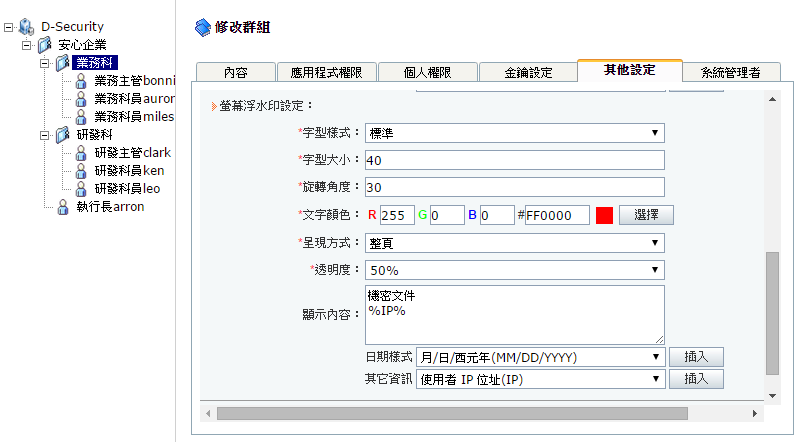 D-Security
安心企業
業務科
業務主管bonni
業務科員auron
業務科員miles
研發科
研發主管clark
研發科員ken
研發科員leo
執行長arron
修改群組
內容
應用程式權限
個人權限
金鑰設定
其他設定
系統管理者
螢幕浮水印設定：
*字型樣式： 標準
*字型大小： 40
*旋轉角度： 30
*文字顏色： R 255 G 0 B 0 #FF0000 選擇
*呈現方式： 整頁
*透明度： 50%
顯示內容： 機密文件
%IP%
日期樣式 月/日/西元年(MM/DD/YYYY) 插入
其它資訊 使用者 IP 位址(IP) 插入